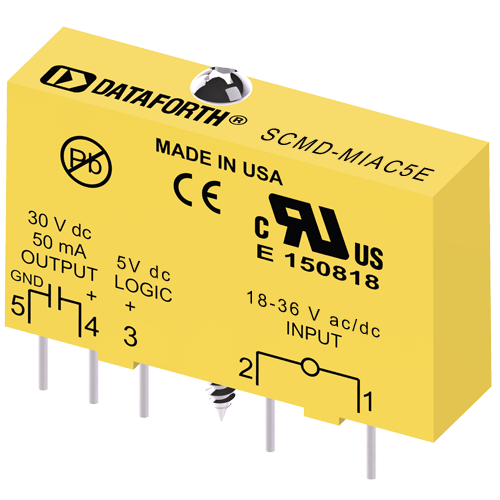 DATAFORTH®
SCMD-MIAC5E
Pb
MADE IN USA
CE
C RU US
E 150818
30 V dc
50 mA
OUTPUT
GND
+
5
4
5V dc
LOGIC
+
3
18-36 V ac/dc
INPUT
2
1